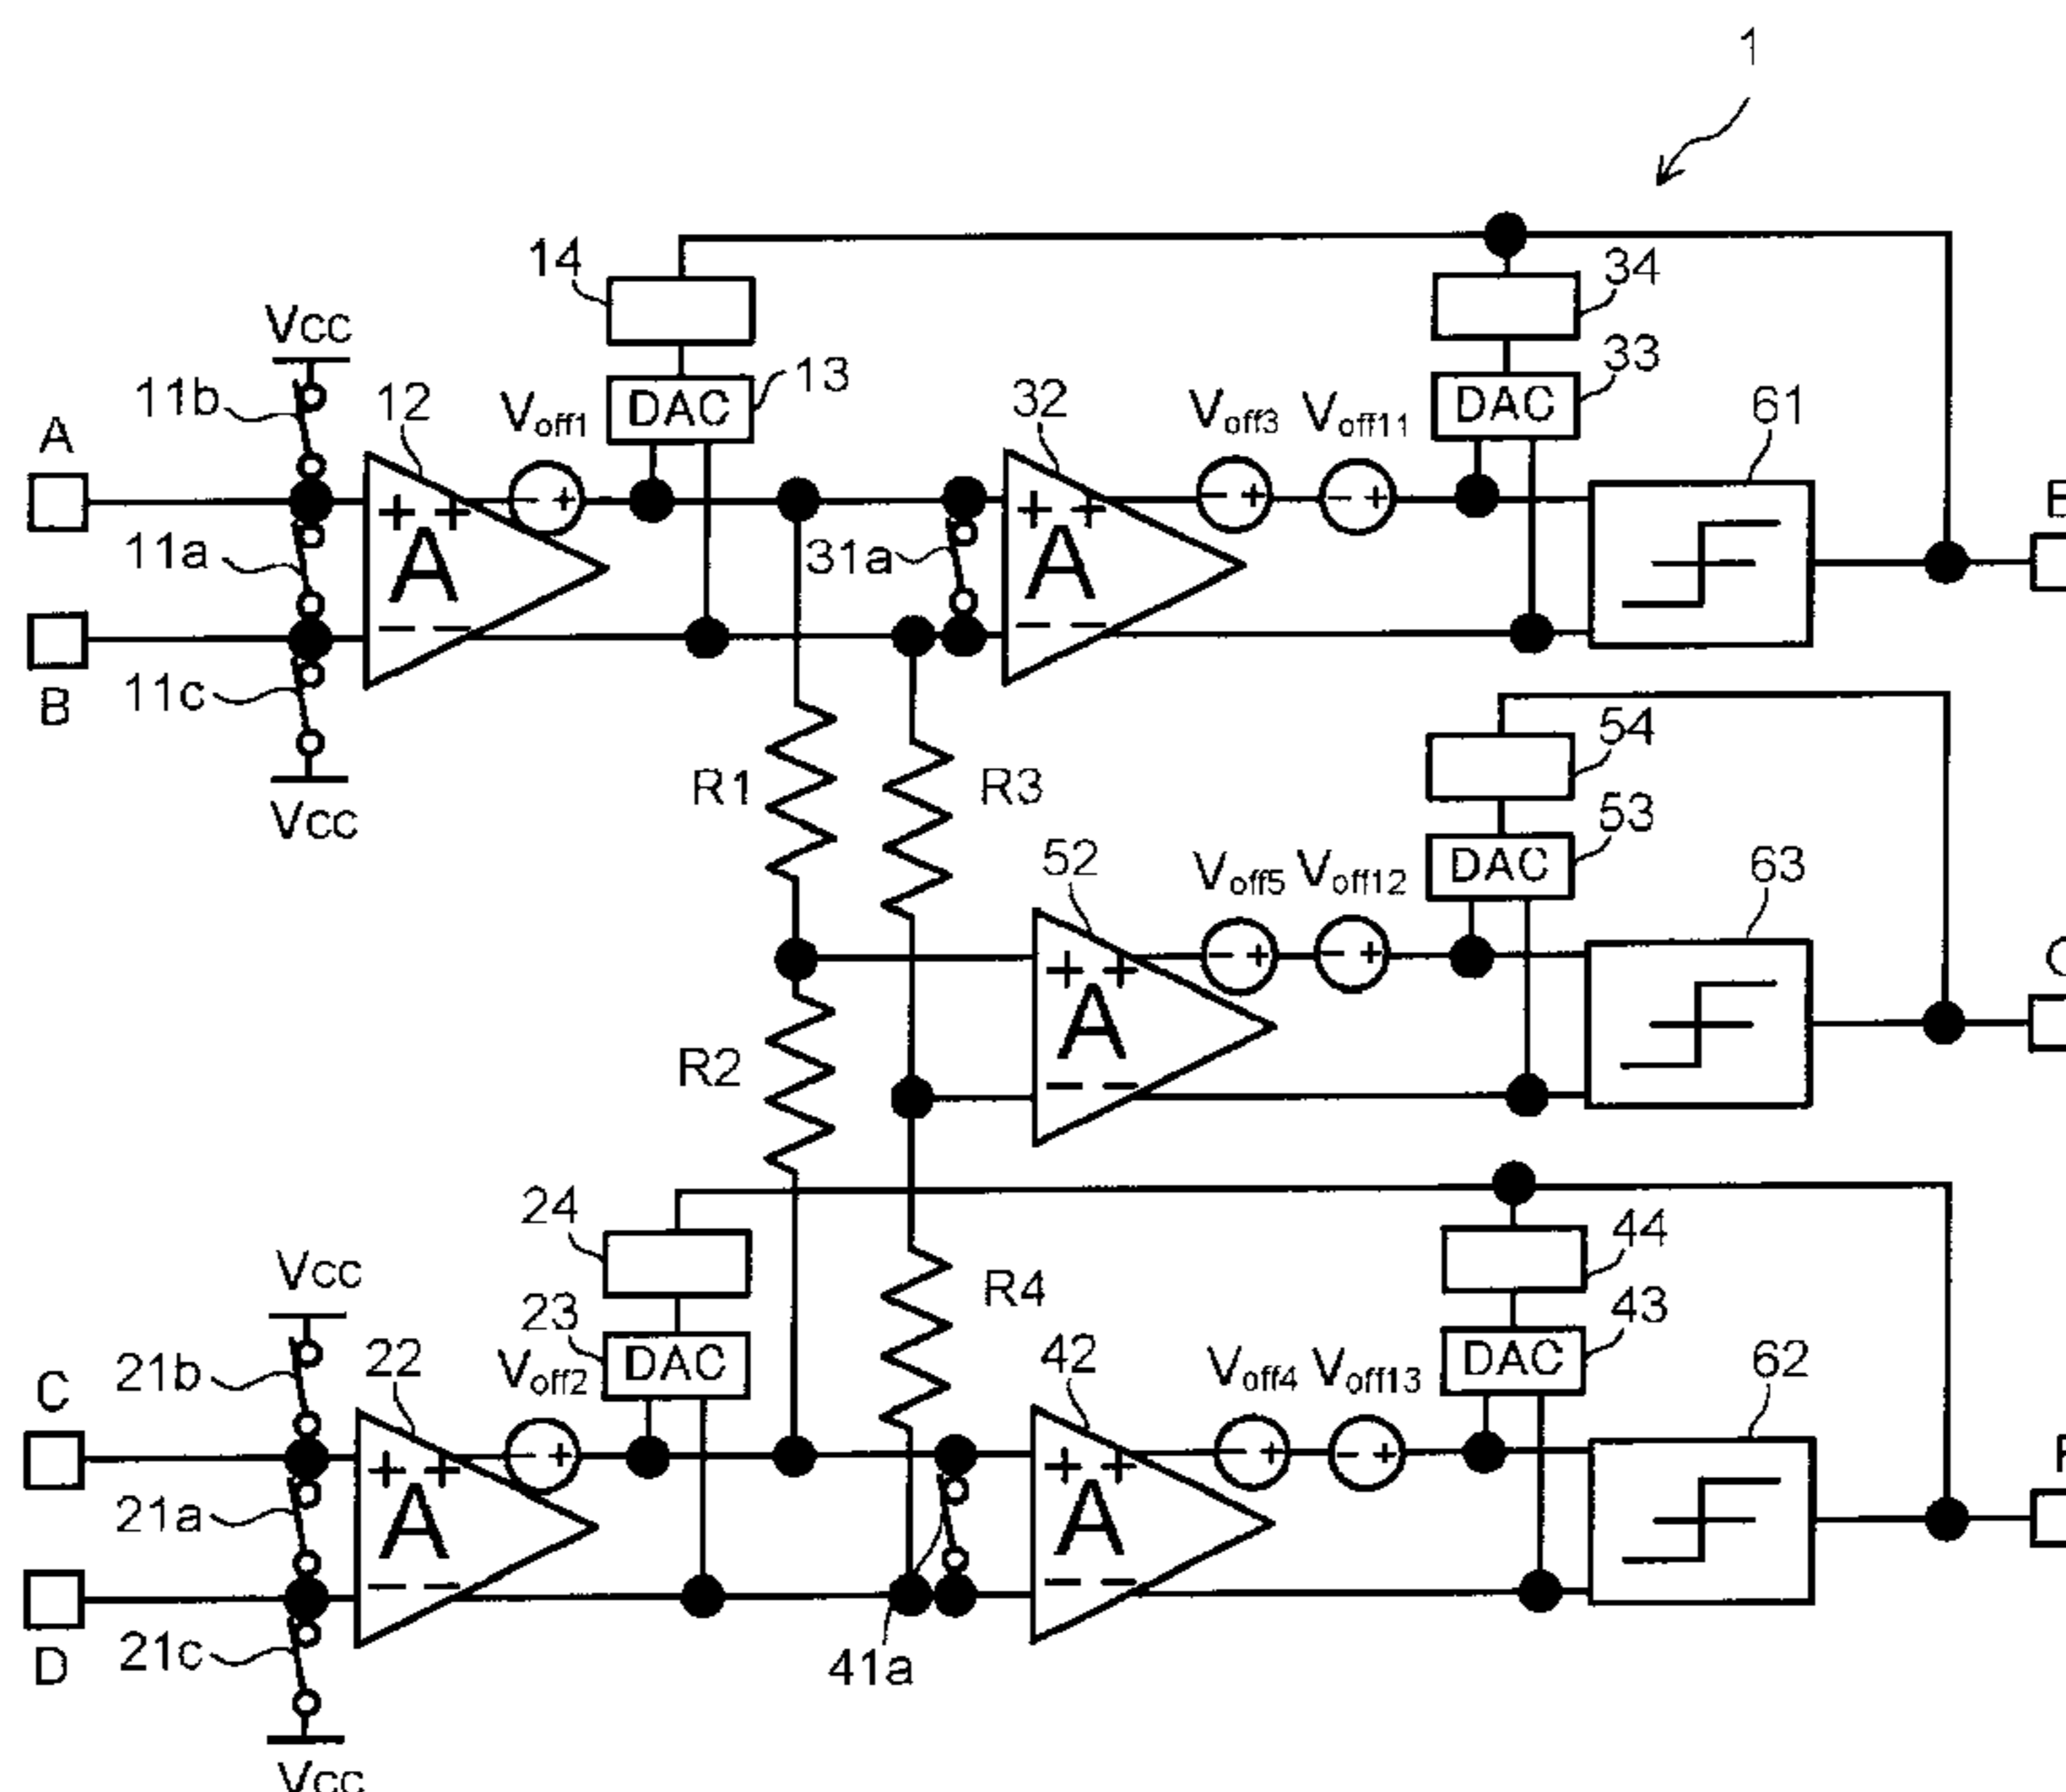 1
14
34
Vcc
13
33
11b
12
Voff1
DAC
32
Voff3
Voff11
DAC
61
A
+ +
A
- -
11a
31a
+ +
A
- -
B
11c
Vcc
R1
R3
54
53
52
Voff5
Voff12
DAC
63
+ +
A
- -
R2
24
44
Vcc
23
R4
43
21b
22
Voff2
DAC
42
Voff4
Voff13
DAC
62
C
+ +
A
- -
21a
+ +
A
- -
D
21c
41a
Vcc